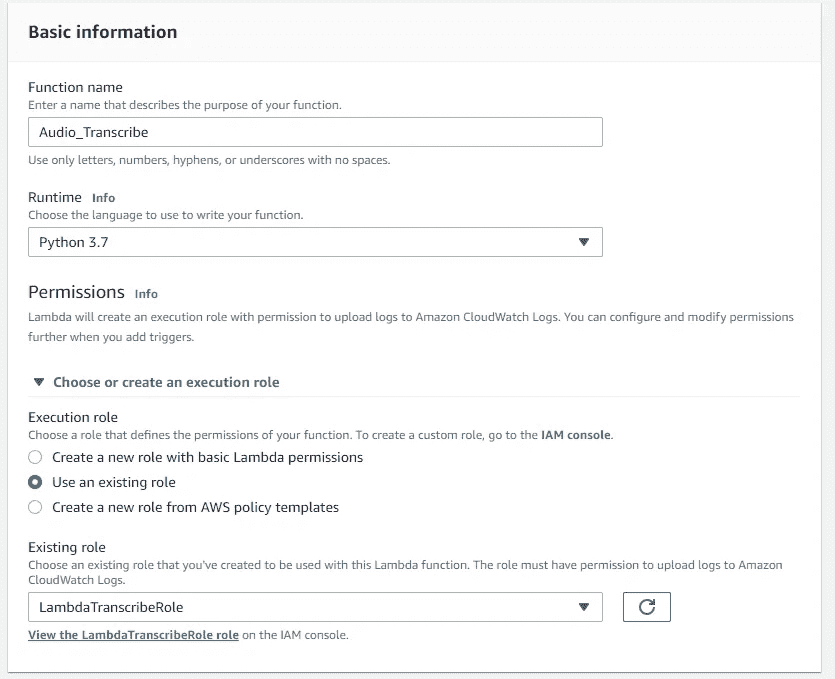 Basic information
Function name
Enter a name that describes the purpose of your function.
Audio_Transcribe
Use only letters, numbers, hyphens, or underscores with no spaces.
Runtime Info
Choose the language to use to write your function.
Python 3.7
Permissions Info
Lambda will create an execution role with permission to upload logs to Amazon CloudWatch Logs. You can configure and modify permissions
further when you add triggers.
Choose or create an execution role
Execution role
Choose a role that defines the permissions of your function. To create a custom role, go to the IAM console.
Create a new role with basic Lambda permissions
Use an existing role
Create a new role from AWS policy templates
Existing role
Choose an existing role that you've created to be used with this Lambda function. The role must have permission to upload logs to Amazon
CloudWatch Logs.
LambdaTranscribeRole
View the LambdaTranscribeRole role on the IAM console.